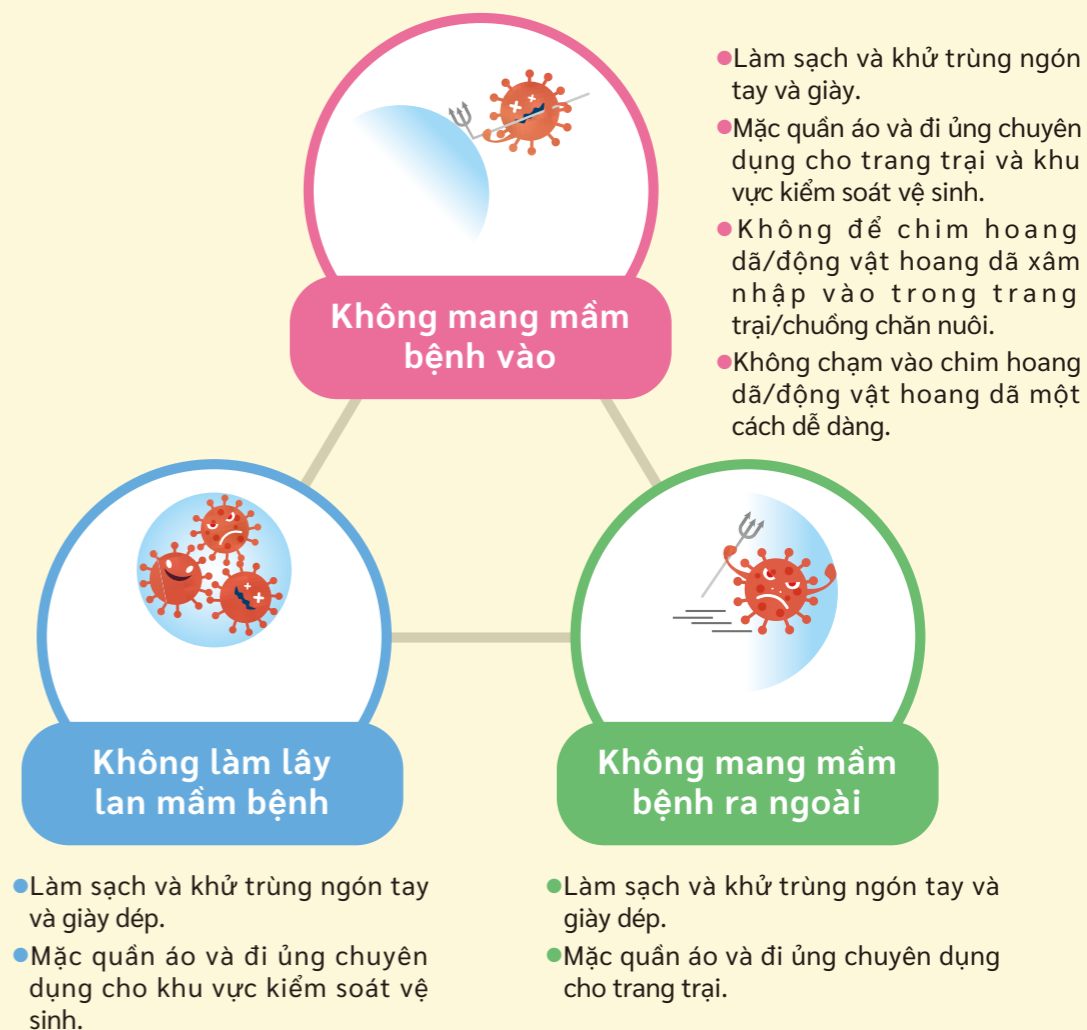 Không mang mầm
bệnh vào
●Làm sạch và khử trùng ngón
tay và giày.
●Mặc quần áo và đi ủng chuyên
dụng cho trang trại và khu
vực kiểm soát vệ sinh.
●Không để chim hoang
dã/động vật hoang dã xâm
nhập vào trong trang
trại/chuồng chăn nuôi.
●Không chạm vào chim hoang
dã/động vật hoang dã một
cách dễ dàng.
Không làm lây
lan mầm bệnh
●Làm sạch và khử trùng ngón tay
và giày dép.
●Mặc quần áo và đi ủng chuyên
dụng cho khu vực kiểm soát vệ
sinh.
Không mang mầm
bệnh ra ngoài
●Làm sạch và khử trùng ngón tay và
giày dép.
●Mặc quần áo và đi ủng chuyên dụng
cho trang trại.